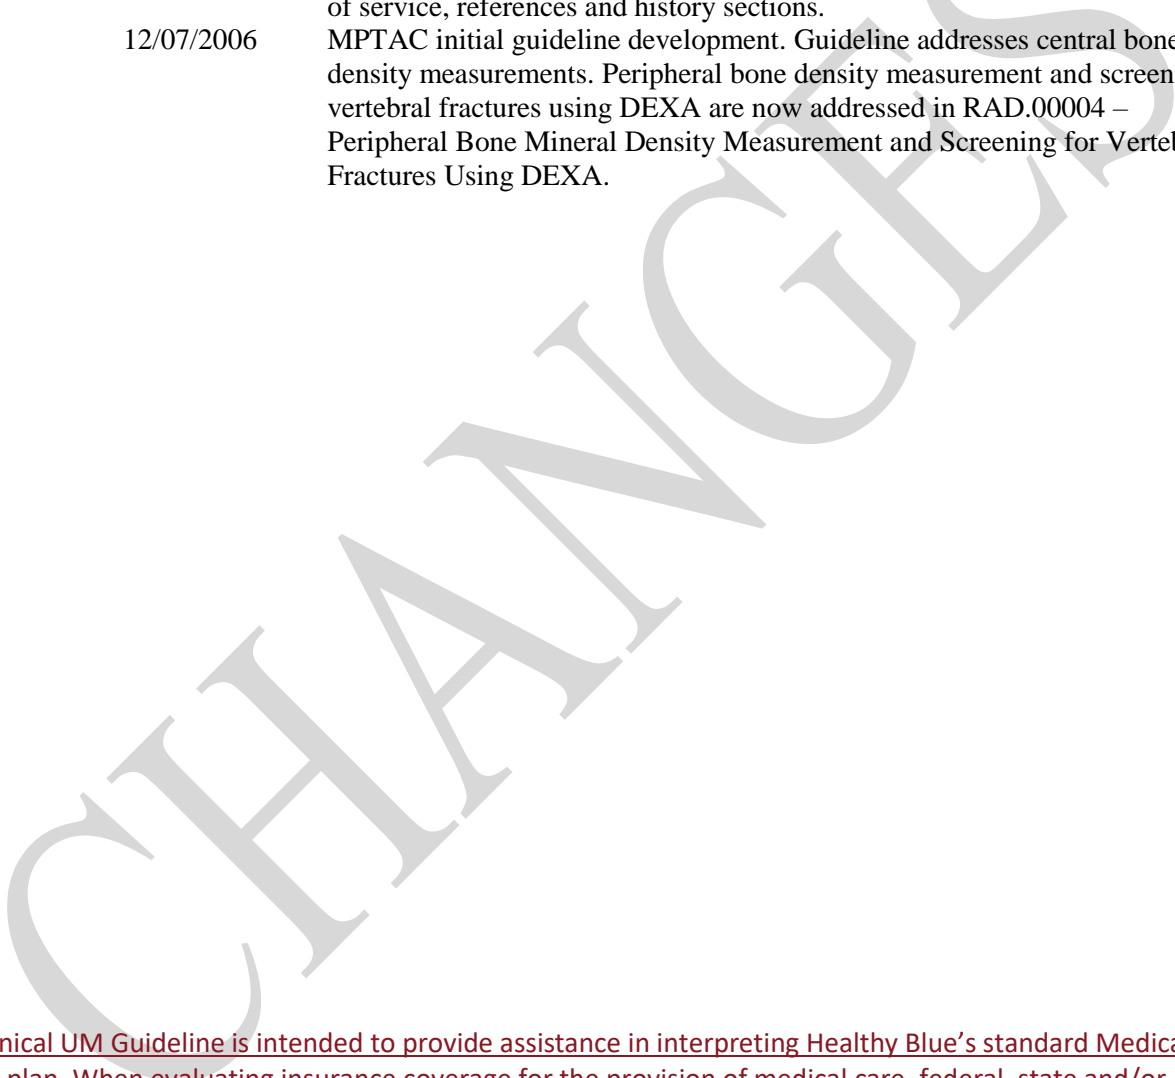 of service, references and history sections.
12/07/2006 MPTAC initial guideline development. Guideline addresses central bone
density measurements. Peripheral bone density measurement and screen
vertebral fractures using DEXA are now addressed in RAD.00004 –
Peripheral Bone Mineral Density Measurement and Screening for Verteb
Fractures Using DEXA.
CHANGES
nical UM Guideline is intended to provide assistance in interpreting Healthy Blue's standard Medica
plan. When evaluating insurance coverage for the provision of medical care, federal, state and/or